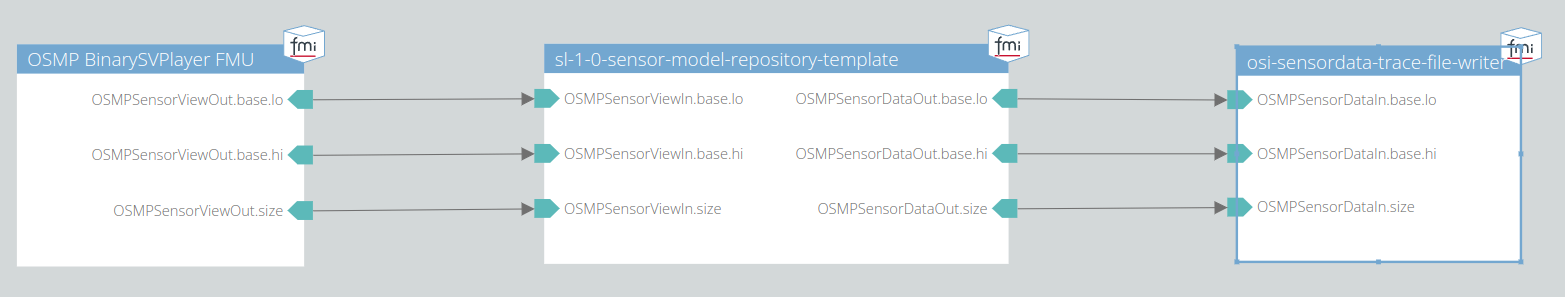 fmi
OSMP BinarySVPlayer FMU
OSMPSensorViewOut.base.lo
OSMPSensorViewOut.base.hi
OSMPSensorViewOut.size
fmi
sl-1-0-sensor-model-repository-template
OSMPSensorViewIn.base.lo
OSMPSensorDataOut.base.lo
OSMPSensorViewIn.base.hi
OSMPSensorDataOut.base.hi
OSMPSensorViewIn.size
OSMPSensorDataOut.size
fmi
osi-sensordata-trace-file-writer
OSMPSensorDataIn.base.lo
OSMPSensorDataIn.base.hi
OSMPSensorDataIn.size